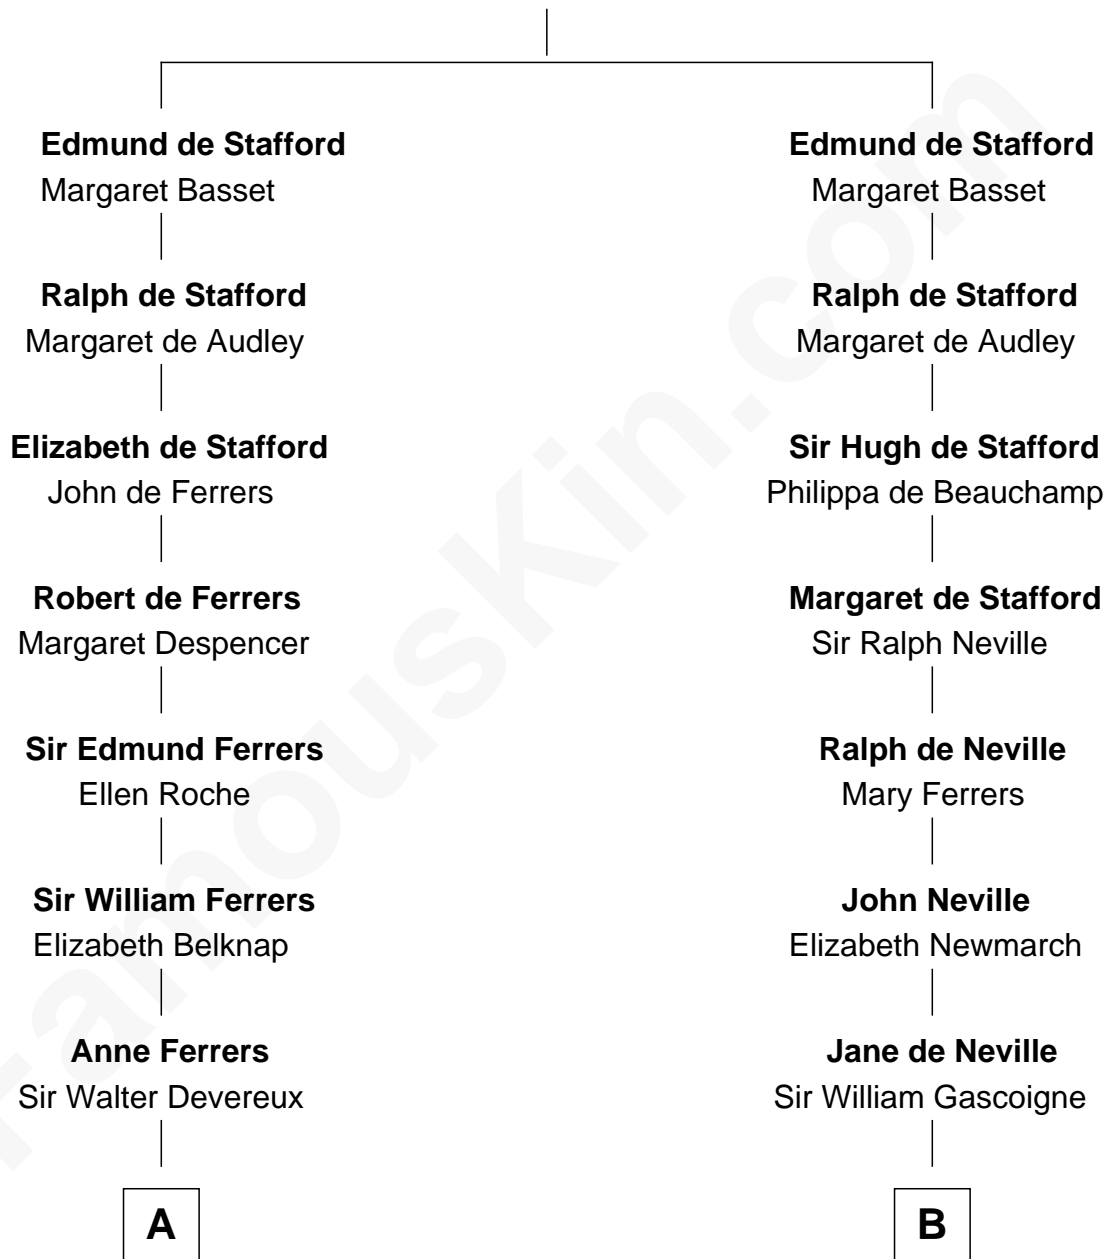 Edmund de Stafford
Margaret Basset
Ralph de Stafford
Margaret de Audley
Elizabeth de Stafford
John de Ferrers
Robert de Ferrers
Margaret Despencer
Sir Edmund Ferrers
Ellen Roche
Sir William Ferrers
Elizabeth Belknap
Anne Ferrers
Sir Walter Devereux
A
Edmund de Stafford
Margaret Basset
Ralph de Stafford
Margaret de Audley
Sir Hugh de Stafford
Philippa de Beauchamp
Margaret de Stafford
Sir Ralph Neville
Ralph de Neville
Mary Ferrers
John Neville
Elizabeth Newmarch
Jane de Neville
Sir William Gascoigne
B
FamousKin.com